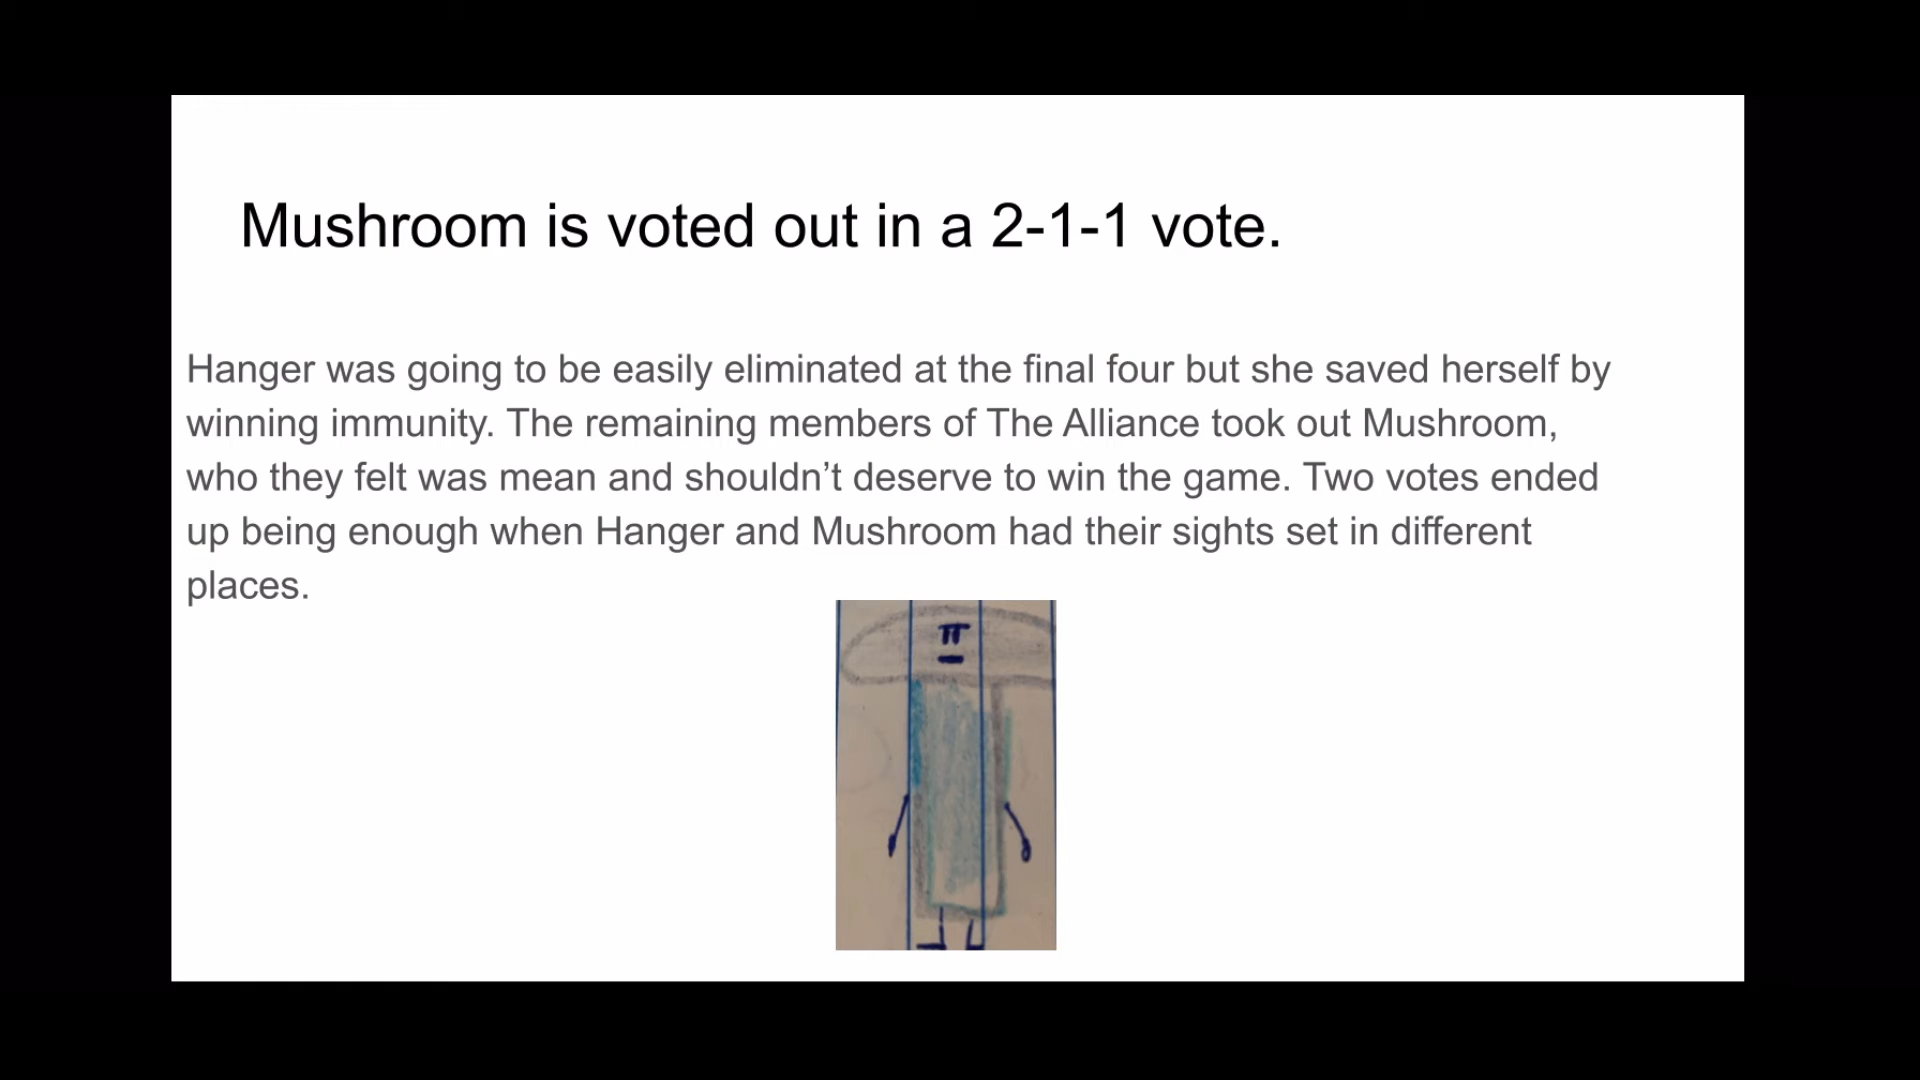 Mushroom is voted out in a 2-1-1 vote.
Hanger was going to be easily eliminated at the final four but she saved herself by
winning immunity. The remaining members of The Alliance took out Mushroom,
who they felt was mean and shouldn’t deserve to win the game. Two votes ended
up being enough when Hanger and Mushroom had their sights set in different
places.